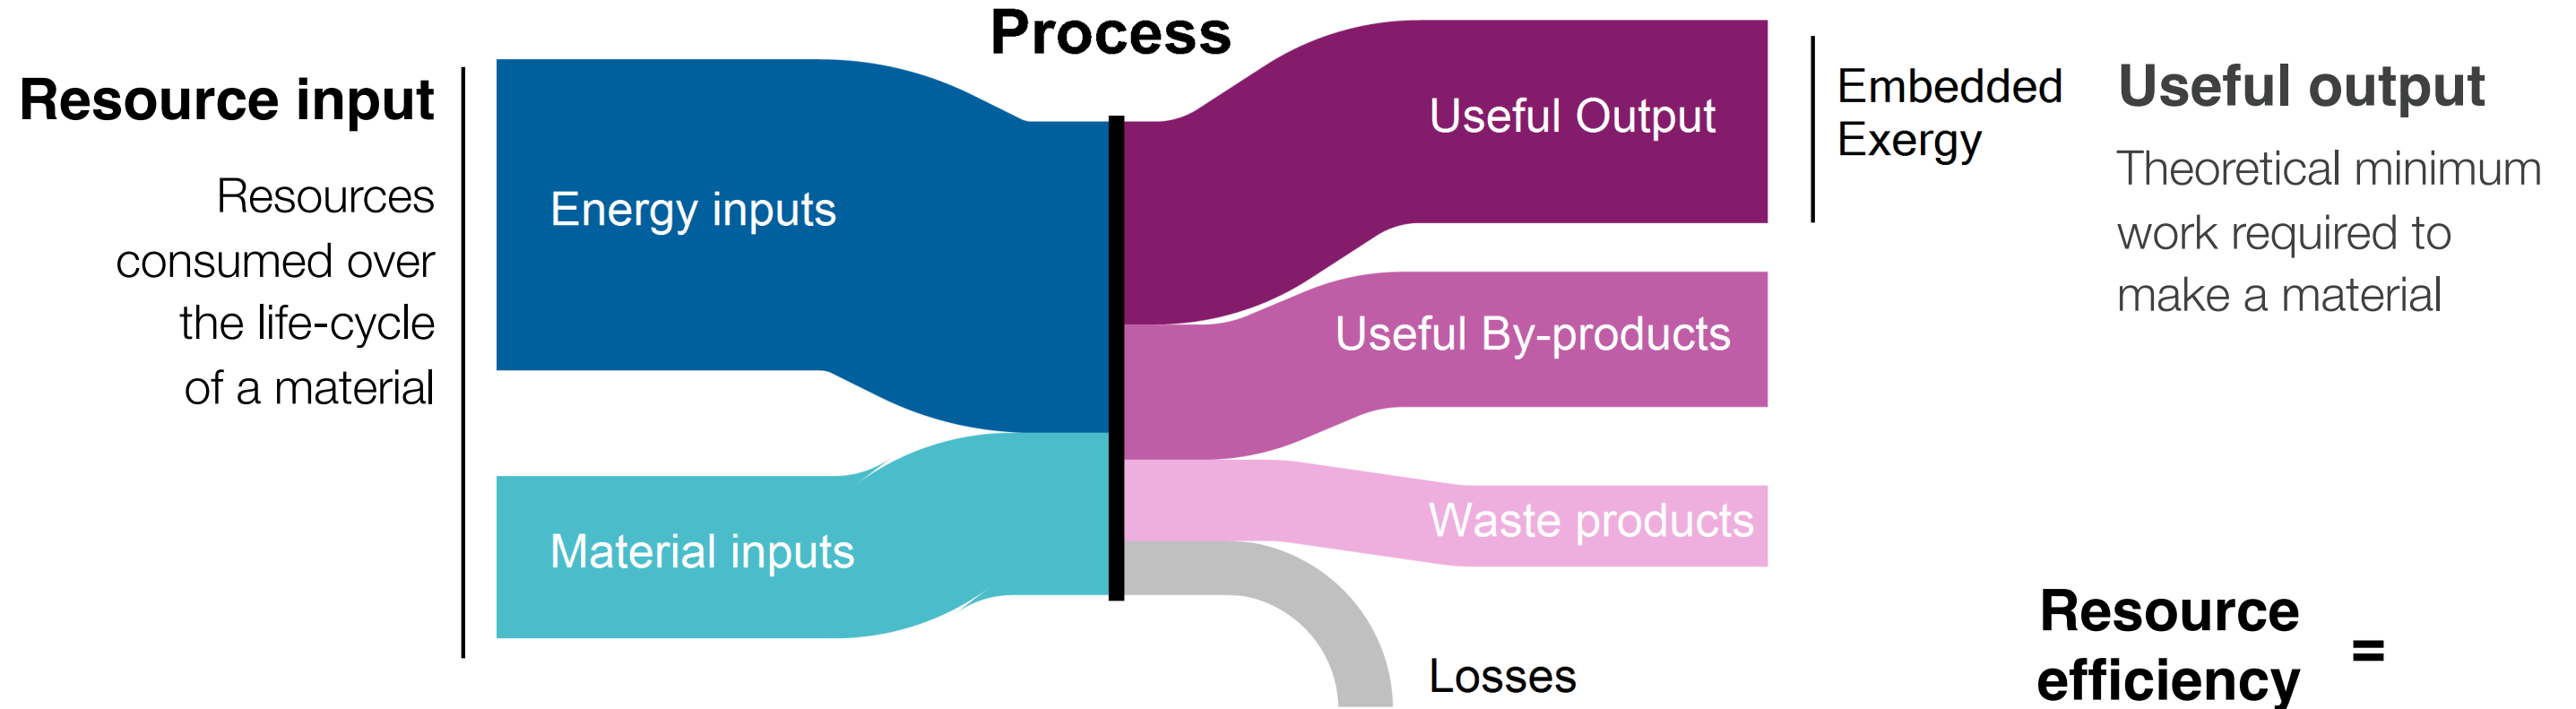 Process
Resource input
Resources
consumed over
the life-cycle
of a material
Energy inputs
Material inputs
Useful Output
Useful By-products
Waste products
Losses
Embedded
Exergy
Useful output
Theoretical minimum
work required to
make a material
Resource
efficiency
=